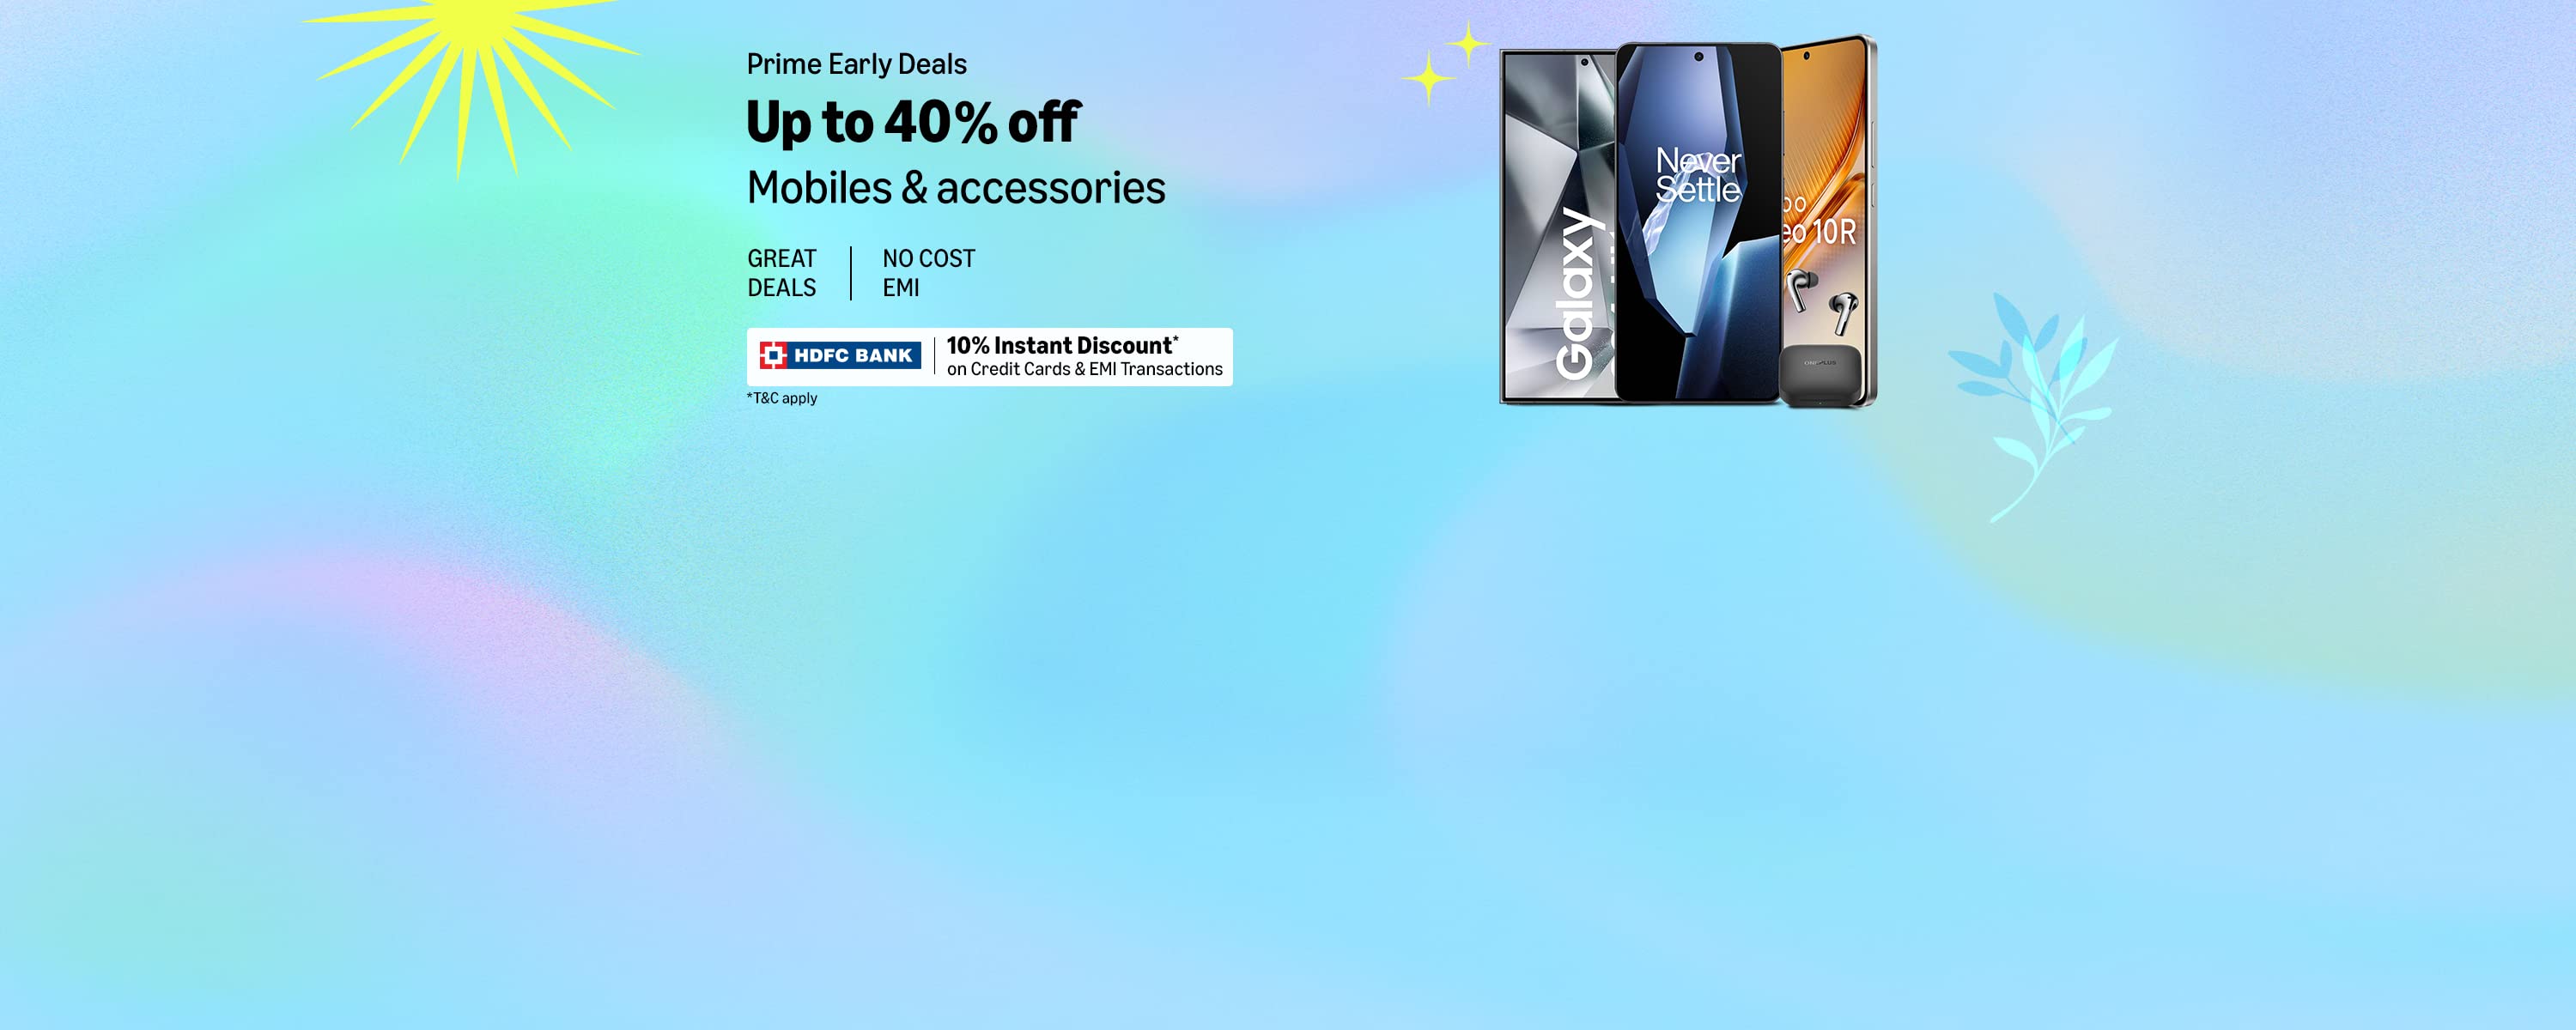 Prime Early Deals
Up to 40% off
Mobiles & accessories
GREAT
DEALS
NO COST
EMI
HDFC BANK
10% Instant Discount*
on Credit Cards & EMI Transactions
*T&C apply
Galaxy
Never
Settle
10R
ONEPLUS